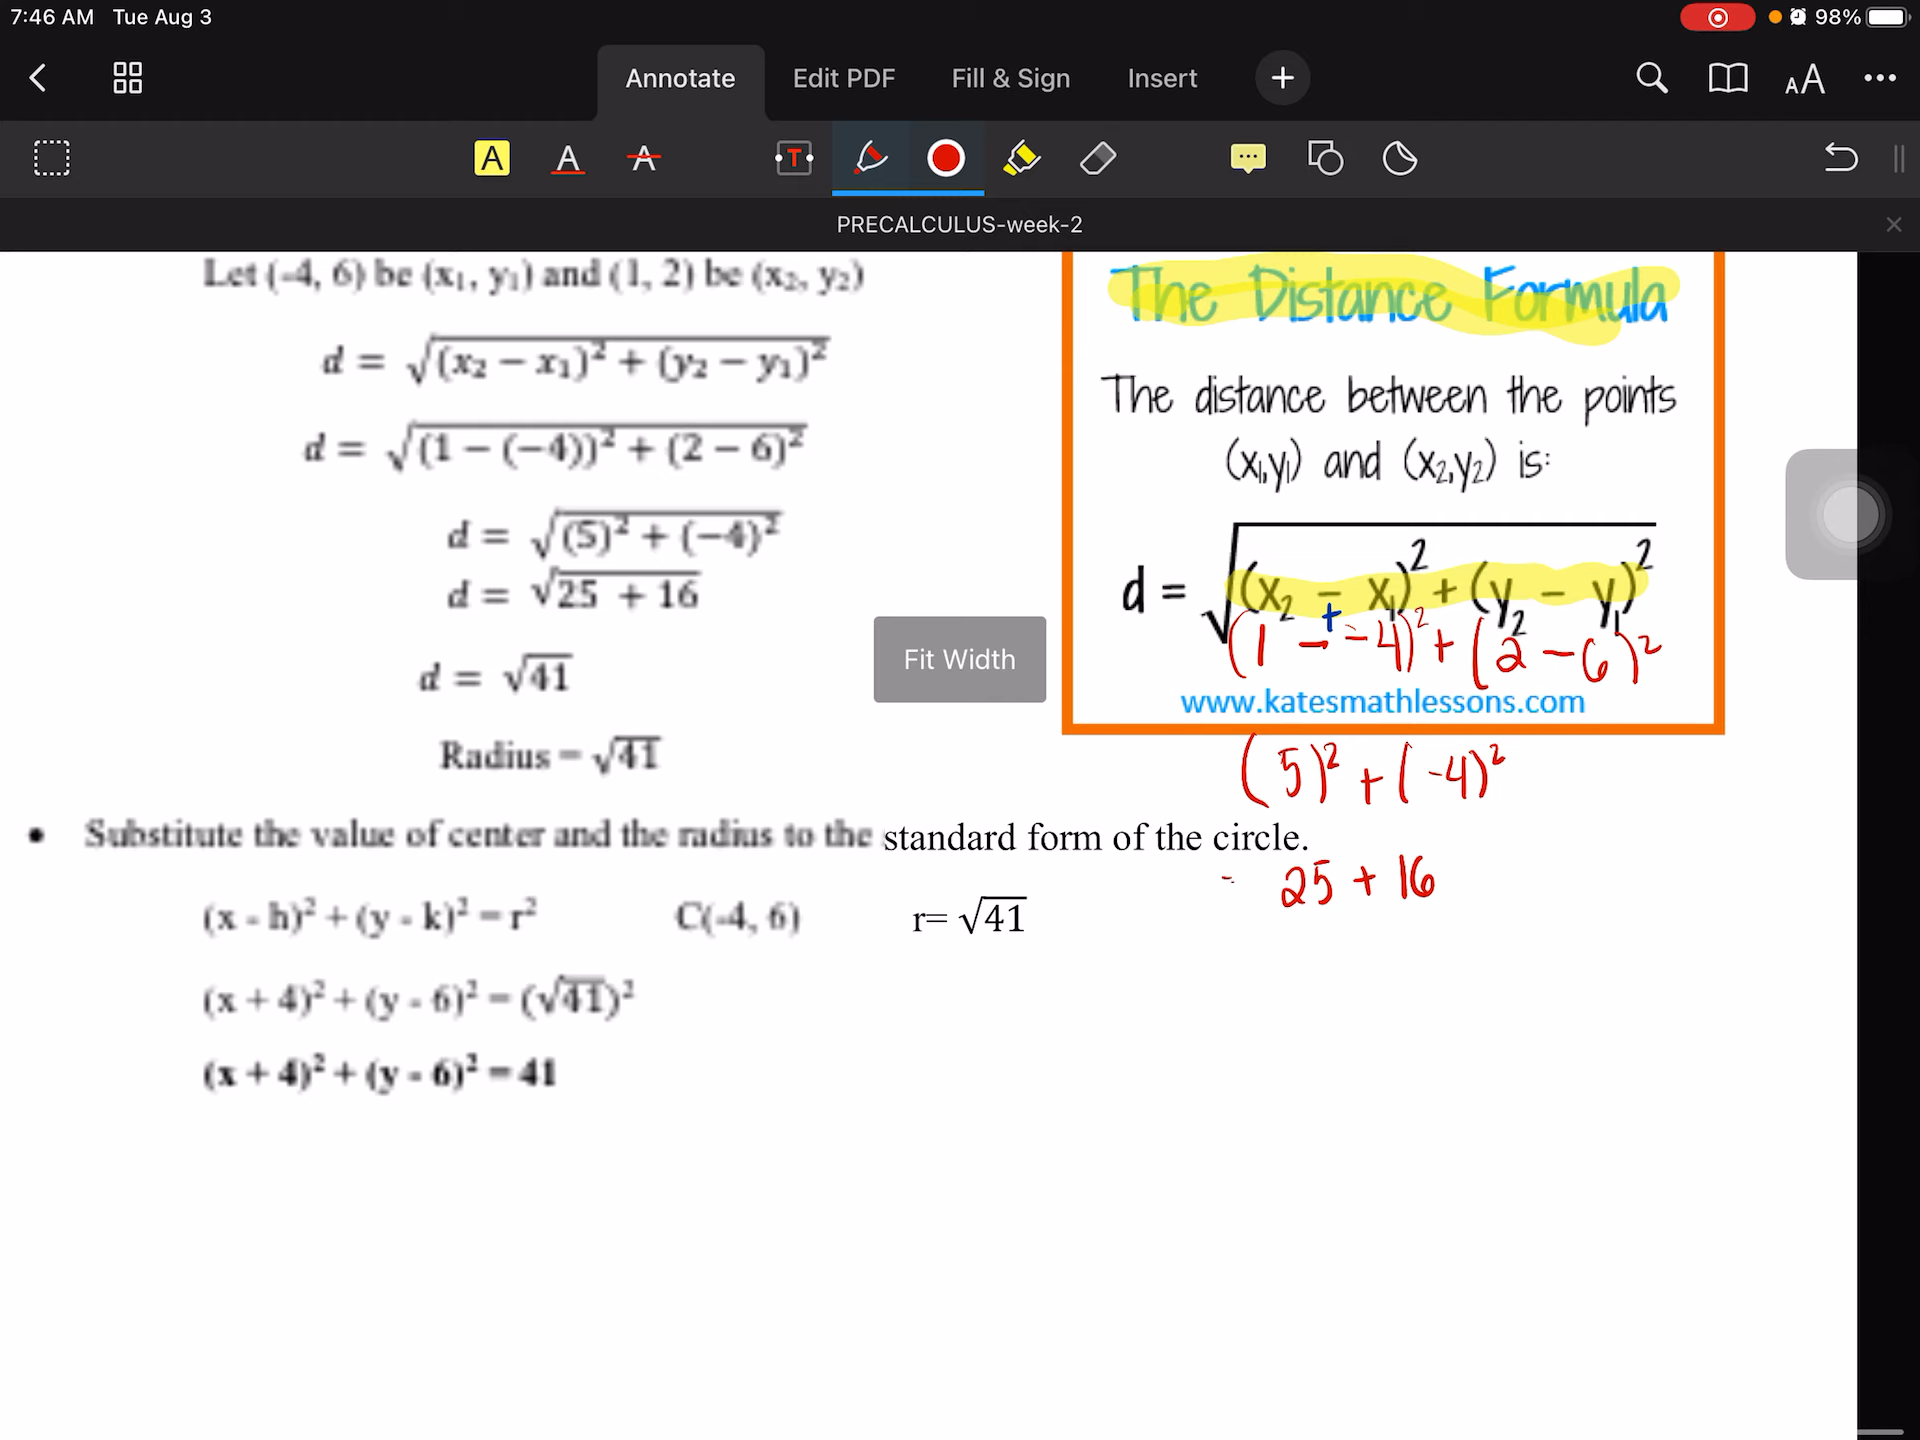 7:46 AM Tue Aug 3
98%
Annotate Edit PDF Fill & Sign Insert +
AA
A A A T
PRECALCULUS-week-2
Let (-4, 6) be (x₁, y₁) and (1, 2) be (x₂, y₂)
d = √(x₂ − x₁)² + (y₂ − y₁)²
d = √(1 − (−4))² + (2 − 6)²
d = √(5)² + (−4)²
d = √25 + 16
d = √41
Radius = √41
The Distance Formula
The distance between the points
(x₁,y₁) and (x₂,y₂) is:
d = √(x₂ − x₁)² + (y₂ − y₁)²
+
(1 - -4)² + (2 - 6)²
www.katesmathlessons.com
Fit Width
(5)² + (-4)²
• Substitute the value of center and the radius to the standard form of the circle.
25 + 16
(x - h)² + (y - k)² = r² C(-4, 6) r= √41
(x + 4)² + (y - 6)² = (√41)²
(x + 4)² + (y - 6)² = 41